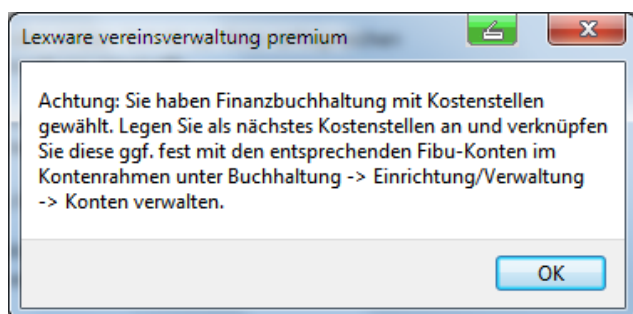 Lexware vereinsverwaltung premium
Achtung: Sie haben Finanzbuchhaltung mit Kostenstellen
gewählt. Legen Sie als nächstes Kostenstellen an und verknüpfen
Sie diese ggf. fest mit den entsprechenden Fibu-Konten im
Kontenrahmen unter Buchhaltung -> Einrichtung/Verwaltung
-> Konten verwalten.
OK